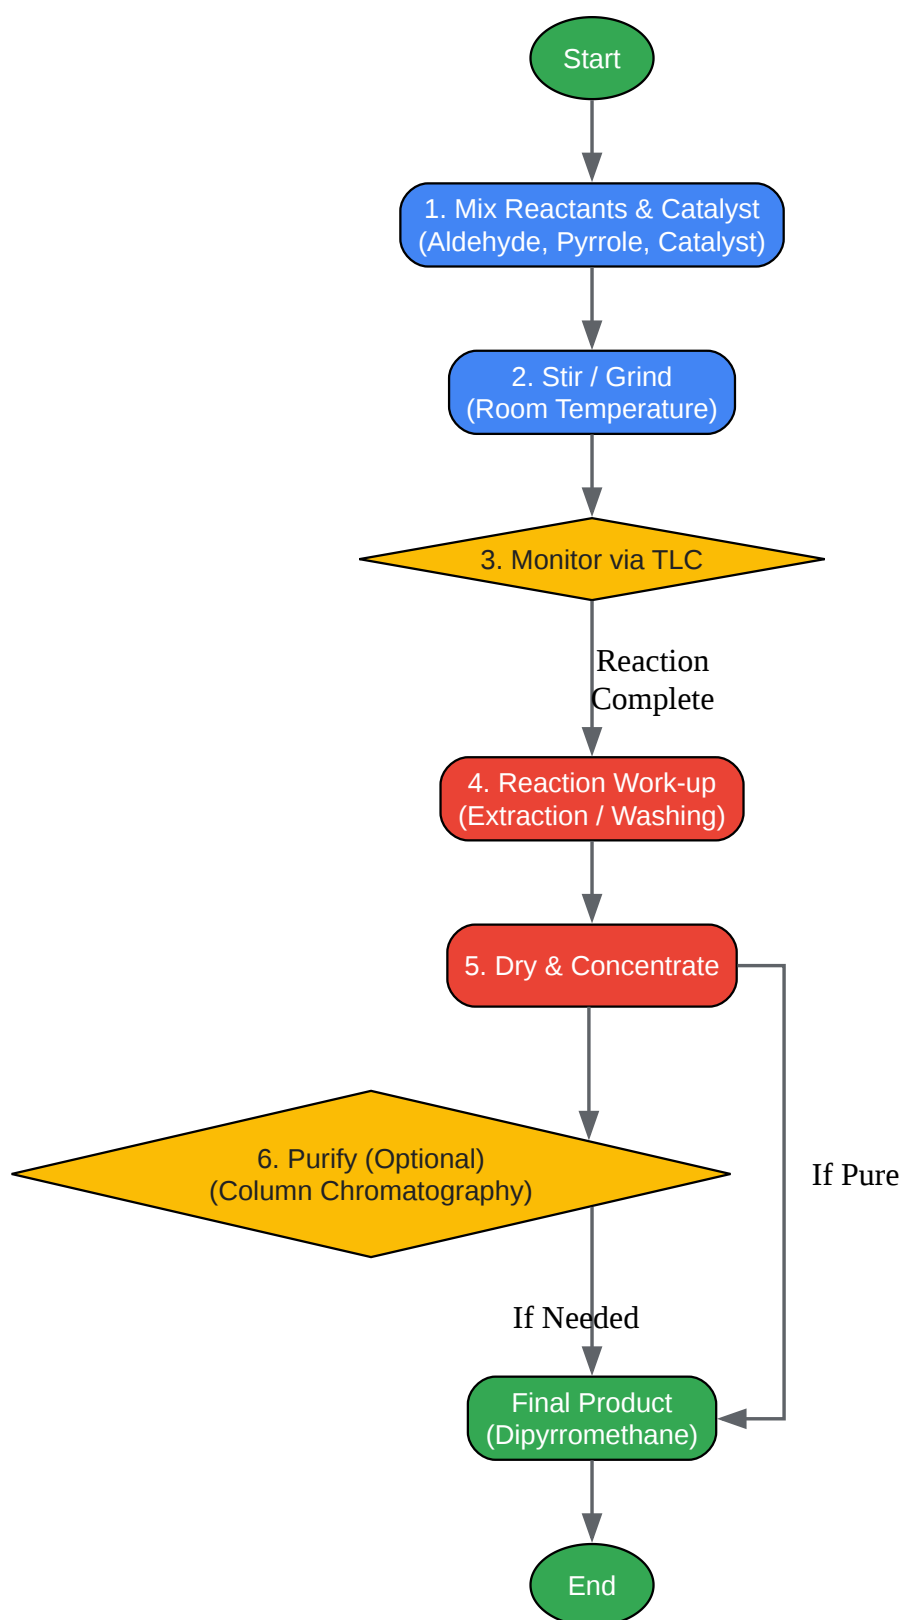 Start
1. Mix Reactants & Catalyst
(Aldehyde, Pyrrole, Catalyst)
2. Stir / Grind
(Room Temperature)
3. Monitor via TLC
Reaction
Complete
4. Reaction Work-up
(Extraction / Washing)
5. Dry & Concentrate
6. Purify (Optional)
(Column Chromatography)
If Pure
If Needed
Final Product
(Dipyrromethane)
End